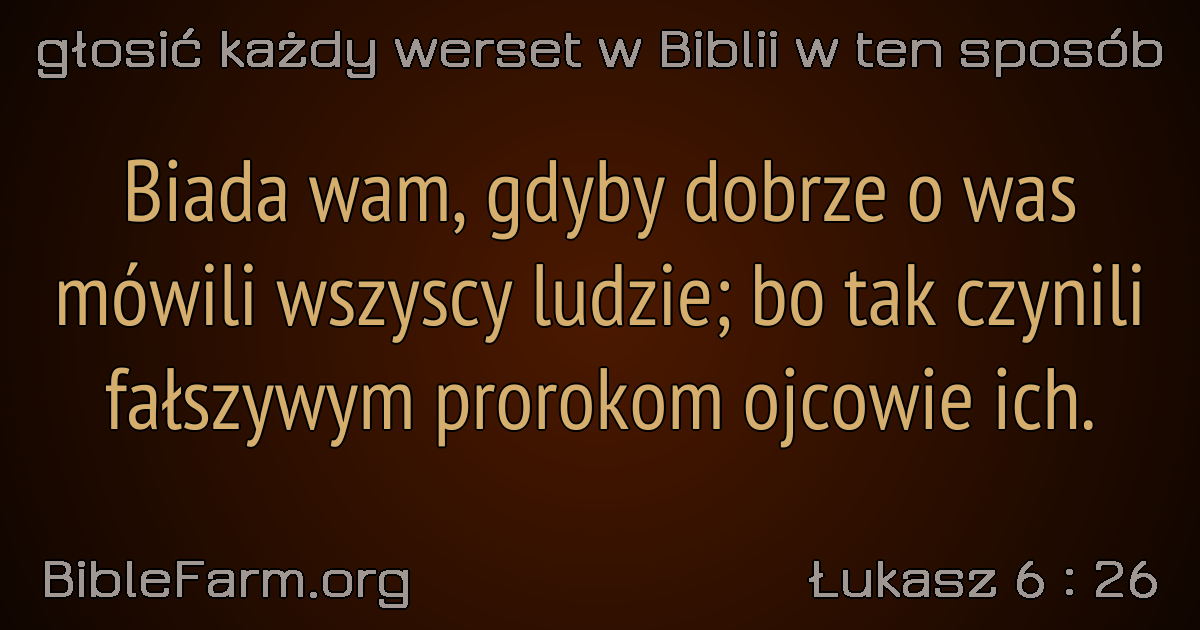 głosić każdy werset w Biblii w ten sposób
Biada wam, gdyby dobrze o was
mówili wszyscy ludzie; bo tak czynili
fałszywym prorokom ojcowie ich.
BibleFarm.org
Łukasz 6 : 26